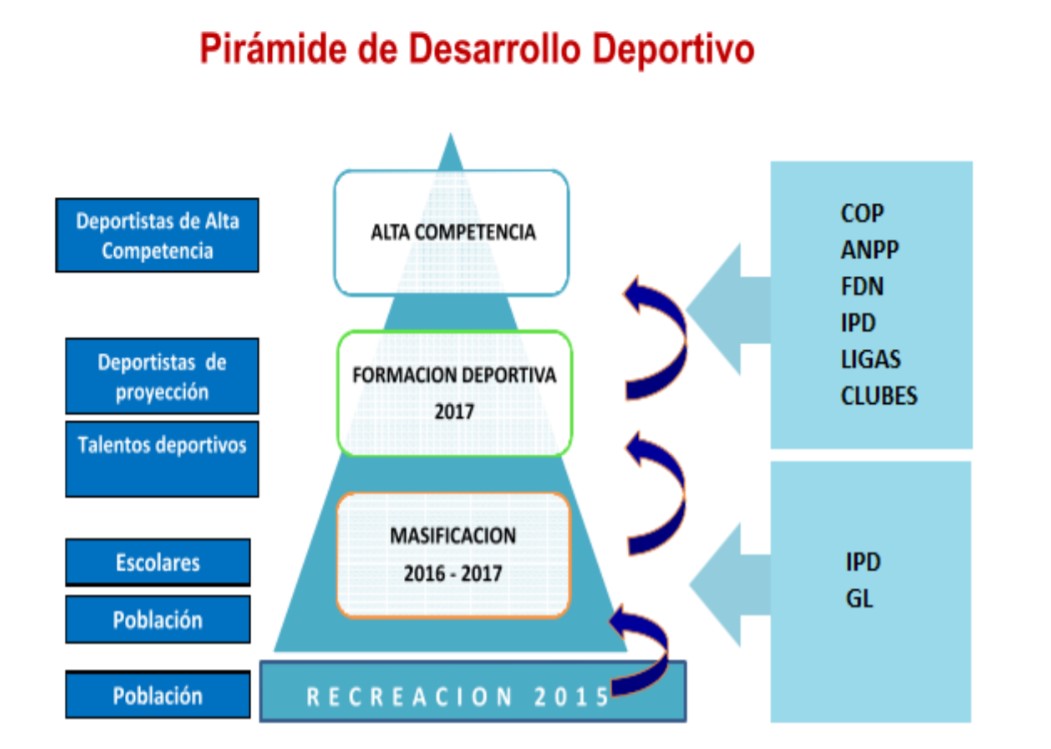 Pirámide de Desarrollo Deportivo
Deportistas de Alta
Competencia
ALTA COMPETENCIA
COP
ANPP
FDN
IPD
LIGAS
CLUBES
Deportistas de
proyección
FORMACION DEPORTIVA
2017
Talentos deportivos
Escolares
Población
MASIFICACION
2016 - 2017
IPD
GL
Población
RECREACION 2015